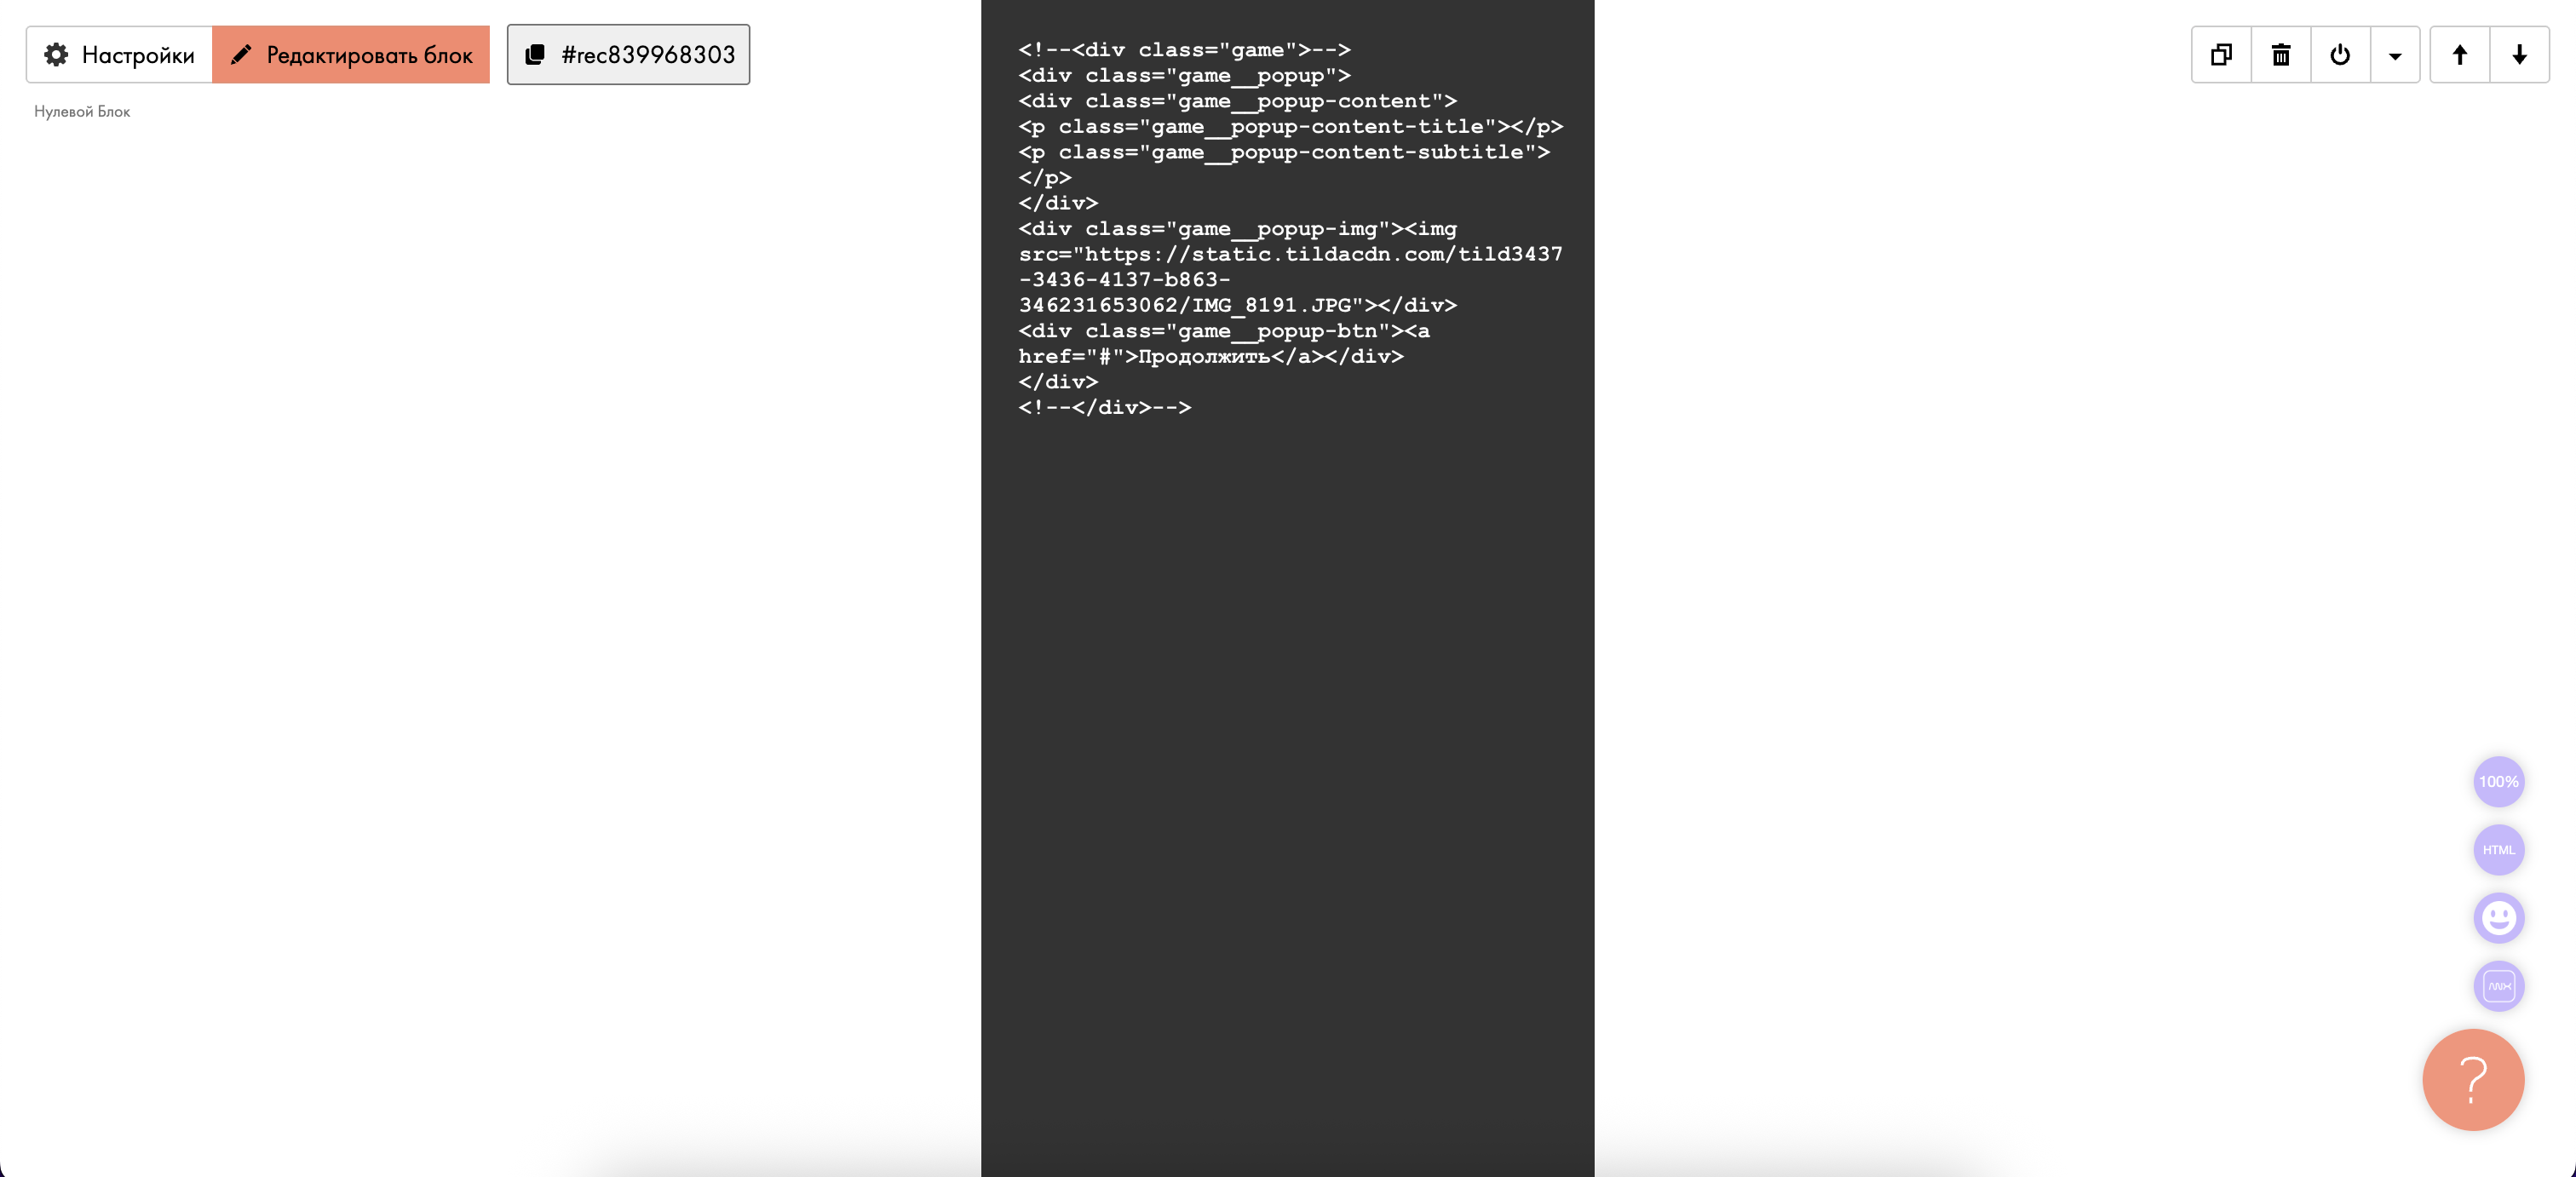 Настройки
Редактировать блок
#rec839968303
Нулевой Блок
<!--<div class="game">-->
<div class="game__popup">
<div class="game__popup-content">
<p class="game__popup-content-title"></p>
<p class="game__popup-content-subtitle">
</p>
</div>
<div class="game__popup-img"><img
src="https://static.tildacdn.com/tild3437
-3436-4137-b863-
346231653062/IMG_8191.JPG"></div>
<div class="game__popup-btn"><a
href="#">Продолжить</a></div>
</div>
<!--</div>-->
100%
HTML
?